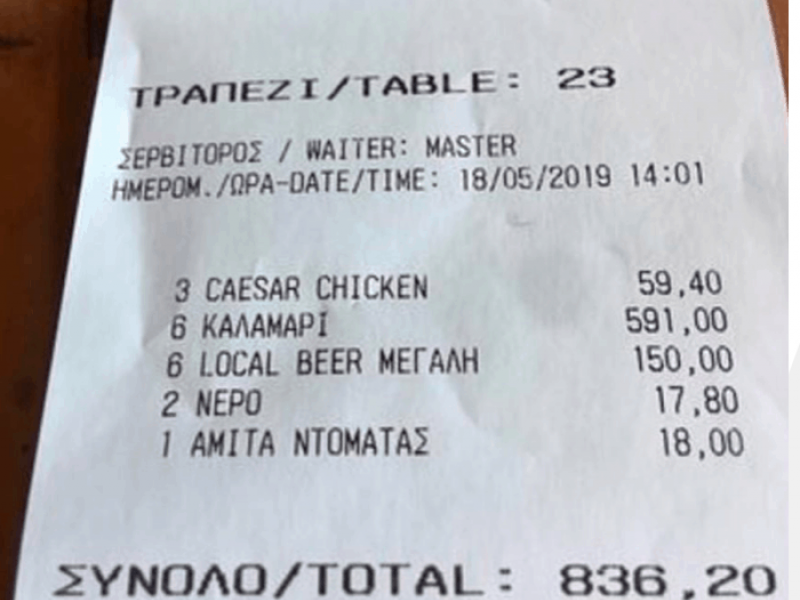 ΤΡΑΠΕΖΙ/TABLE: 23
ΣΕΡΒΙΤΟΡΟΣ / WAITER: MASTER
ΗΜΕΡΟΜ./ΩΡΑ-DATE/TIME: 18/05/2019 14:01
3 CAESAR CHICKEN 59,40
6 ΚΑΛΑΜΑΡΙ 591,00
6 LOCAL BEER ΜΕΓΑΛΗ 150,00
2 ΝΕΡΟ 17,80
1 ΑΜΙΤΑ ΝΤΟΜΑΤΑΣ 18,00
ΣΥΝΟΛΟ/TOTAL: 836,20